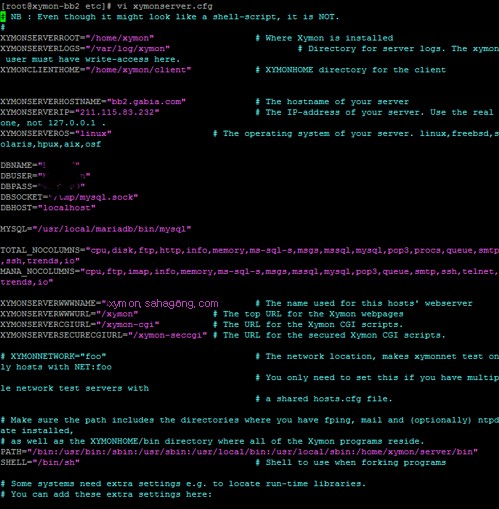 [root@xymon-bb2 etc]# vi xymonserver.cfg
# NB : Even though it might look like a shell-script, it is NOT.
#
XYMONSERVERROOT="/home/xymon" # Where Xymon is installed
XYMONSERVERLOGS="/var/log/xymon" # Directory for server logs. The xymon
user must have write-access here.
XYMONCLIENTHOME="/home/xymon/client" # XYMONHOME directory for the client
XYMONSERVERHOSTNAME="bb2.gabia.com" # The hostname of your server
XYMONSERVERIP="211.115.83.232" # The IP-address of your server. Use the real
one, not 127.0.0.1 .
XYMONSERVEROS="linux" # The operating system of your server. linux,freebsd,s
olaris,hpux,aix,osf
DBNAME="
DBUSER="
DBPASS="
DBSOCKET="/tmp/mysql.sock"
DBHOST="localhost"
MYSQL="/usr/local/mariadb/bin/mysql"
TOTAL_NOCOLUMNS="cpu,disk,ftp,http,info,memory,ms-sql-s,msgs,mssql,mysql,pop3,procs,queue,smtp
,ssh,trends,io"
MANA_NOCOLUMNS="cpu,ftp,imap,info,memory,ms-sql-s,msgs,mssql,mysql,pop3,queue,smtp,ssh,telnet,
trends,io"
XYMONSERVERWWWNAME="xymon.sahagong.com # The name used for this hosts' webserver
XYMONSERVERWWWURL="/xymon" # The top URL for the Xymon webpages
XYMONSERVERCGIURL="/xymon-cgi" # The URL for the Xymon CGI scripts.
XYMONSERVERSECURECGIURL="/xymon-seccgi" # The URL for the secured Xymon CGI scripts.
# XYMONNETWORK="foo" # The network location, makes xymonnet test on
ly hosts with NET:foo
# You only need to set this if you have multip
le network test servers with
# a shared hosts.cfg file.
# Make sure the path includes the directories where you have fping, mail and (optionally) ntpd
ate installed,
# as well as the XYMONHOME/bin directory where all of the Xymon programs reside.
PATH="/bin:/usr/bin:/sbin:/usr/sbin:/usr/local/bin:/usr/local/sbin:/home/xymon/server/bin"
SHELL="/bin/sh" # Shell to use when forking programs
# Some systems need extra settings e.g. to locate run-time libraries.
# You can add these extra settings here: